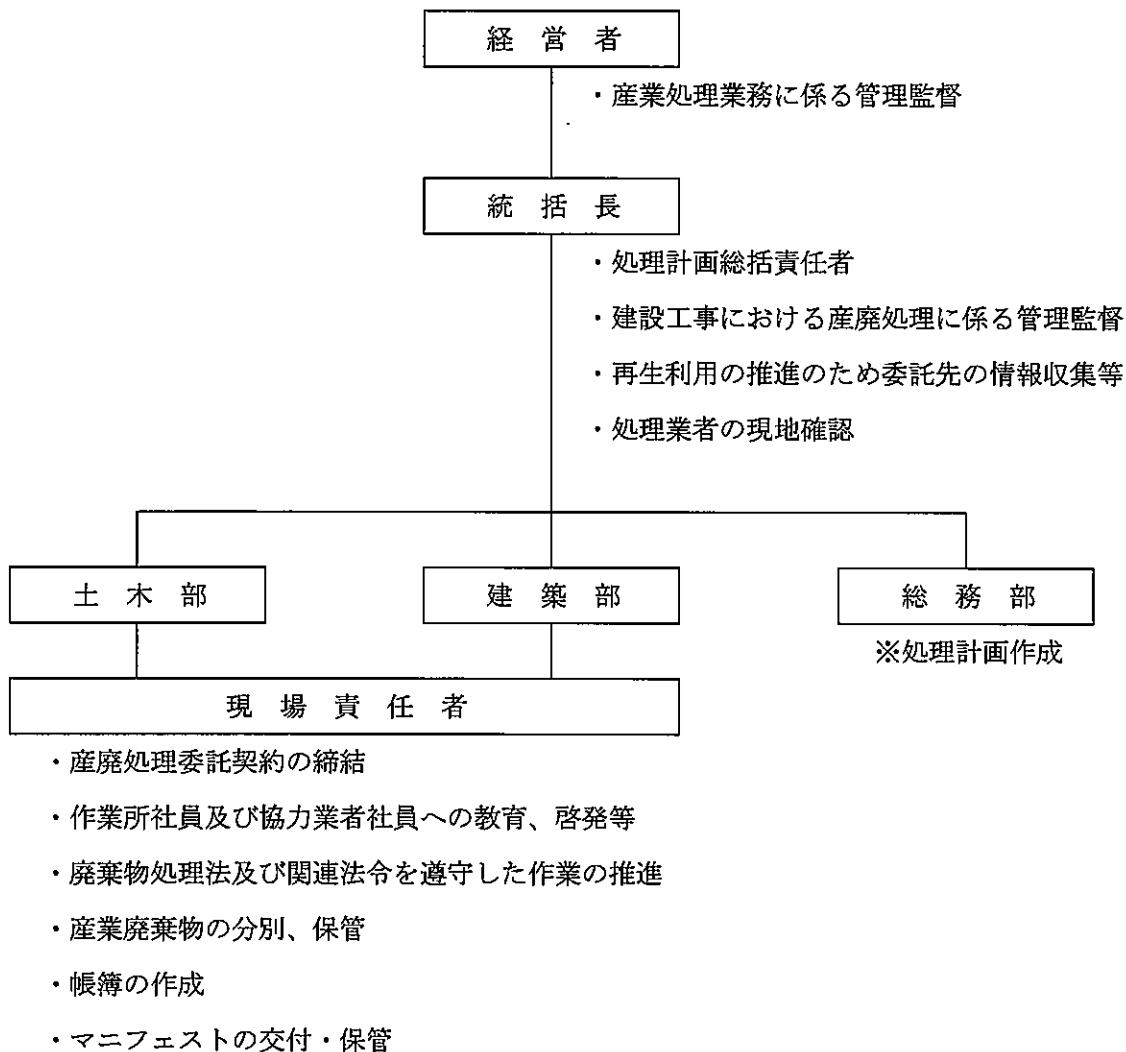 経営者
・産業処理業務に係る管理監督
統括長
・処理計画総括責任者
・建設工事における産廃処理に係る管理監督
・再生利用の推進のため委託先の情報収集等
・処理業者の現地確認
土木部
建築部
総務部
※処理計画作成
現場責任者
・産廃処理委託契約の締結
・作業所社員及び協力業者社員への教育、啓発等
・廃棄物処理法及び関連法令を遵守した作業の推進
・産業廃棄物の分別、保管
・帳簿の作成
・マニフェストの交付・保管